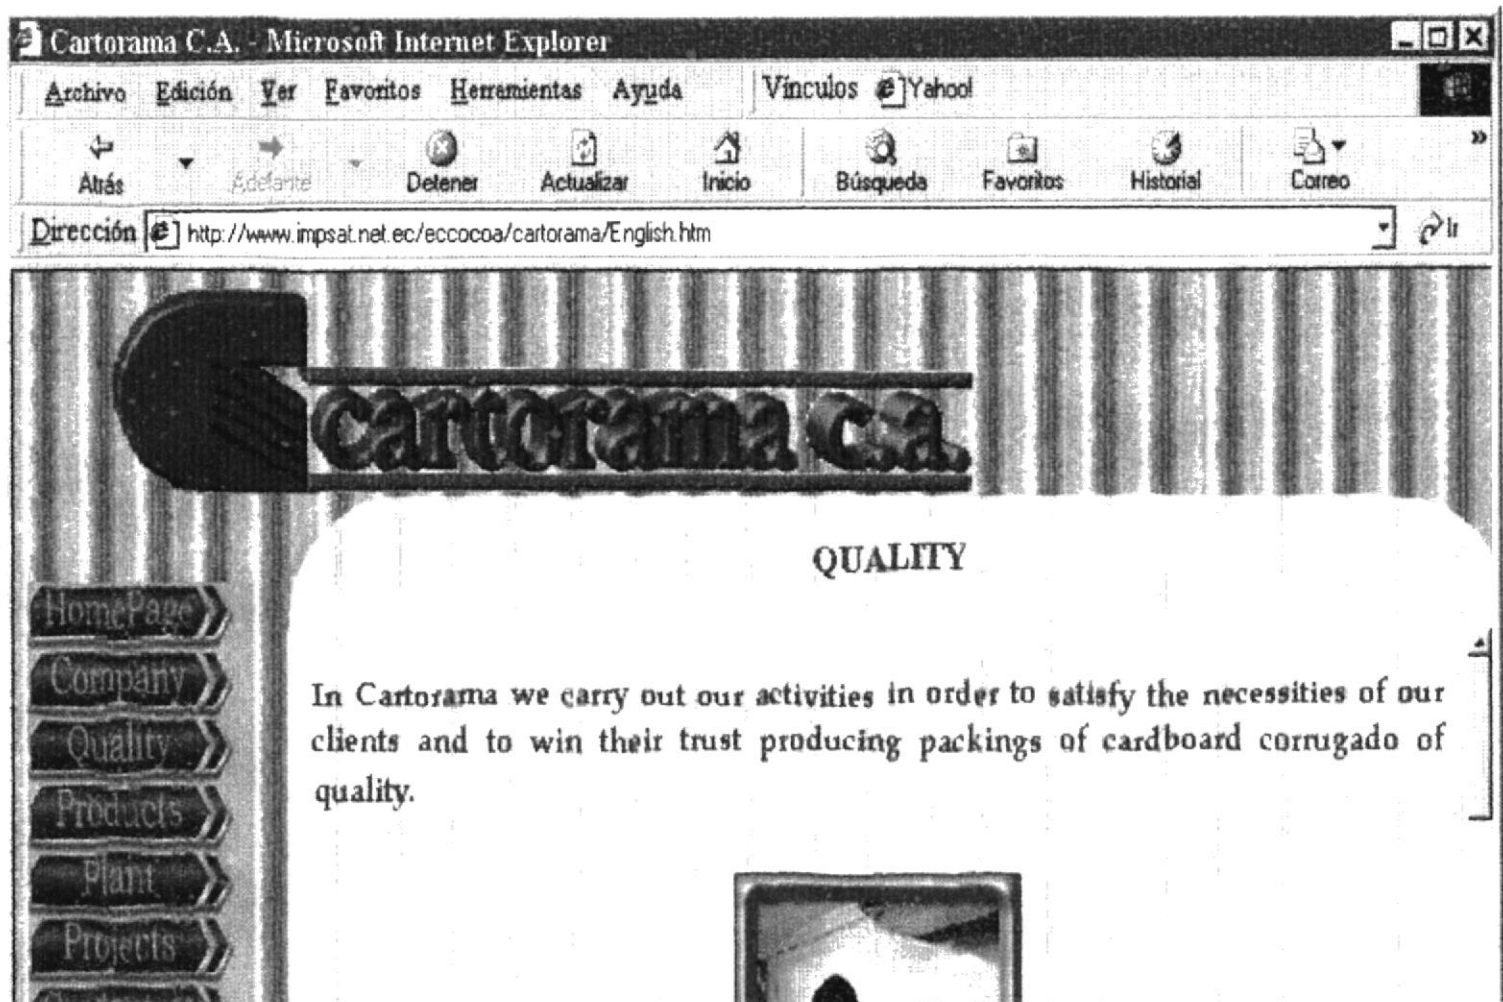 Cartorama C.A. - Microsoft Internet Explorer
Archivo Edición Ver Favoritos Herramientas Ayuda Vínculos Yahoo!
Atrás Adelante Detener Actualizar Inicio Búsqueda Favoritos Historial Correo »
Dirección http://www.impsat.net.ec/eccocoa/cartorama/English.htm Ir
Cartorama C.a.
QUALITY
HomePage
Company
Quality
Products
Plant
Projects
In Cartorama we carry out our activities in order to satisfy the necessities of our
clients and to win their trust producing packings of cardboard corrugado of
quality.